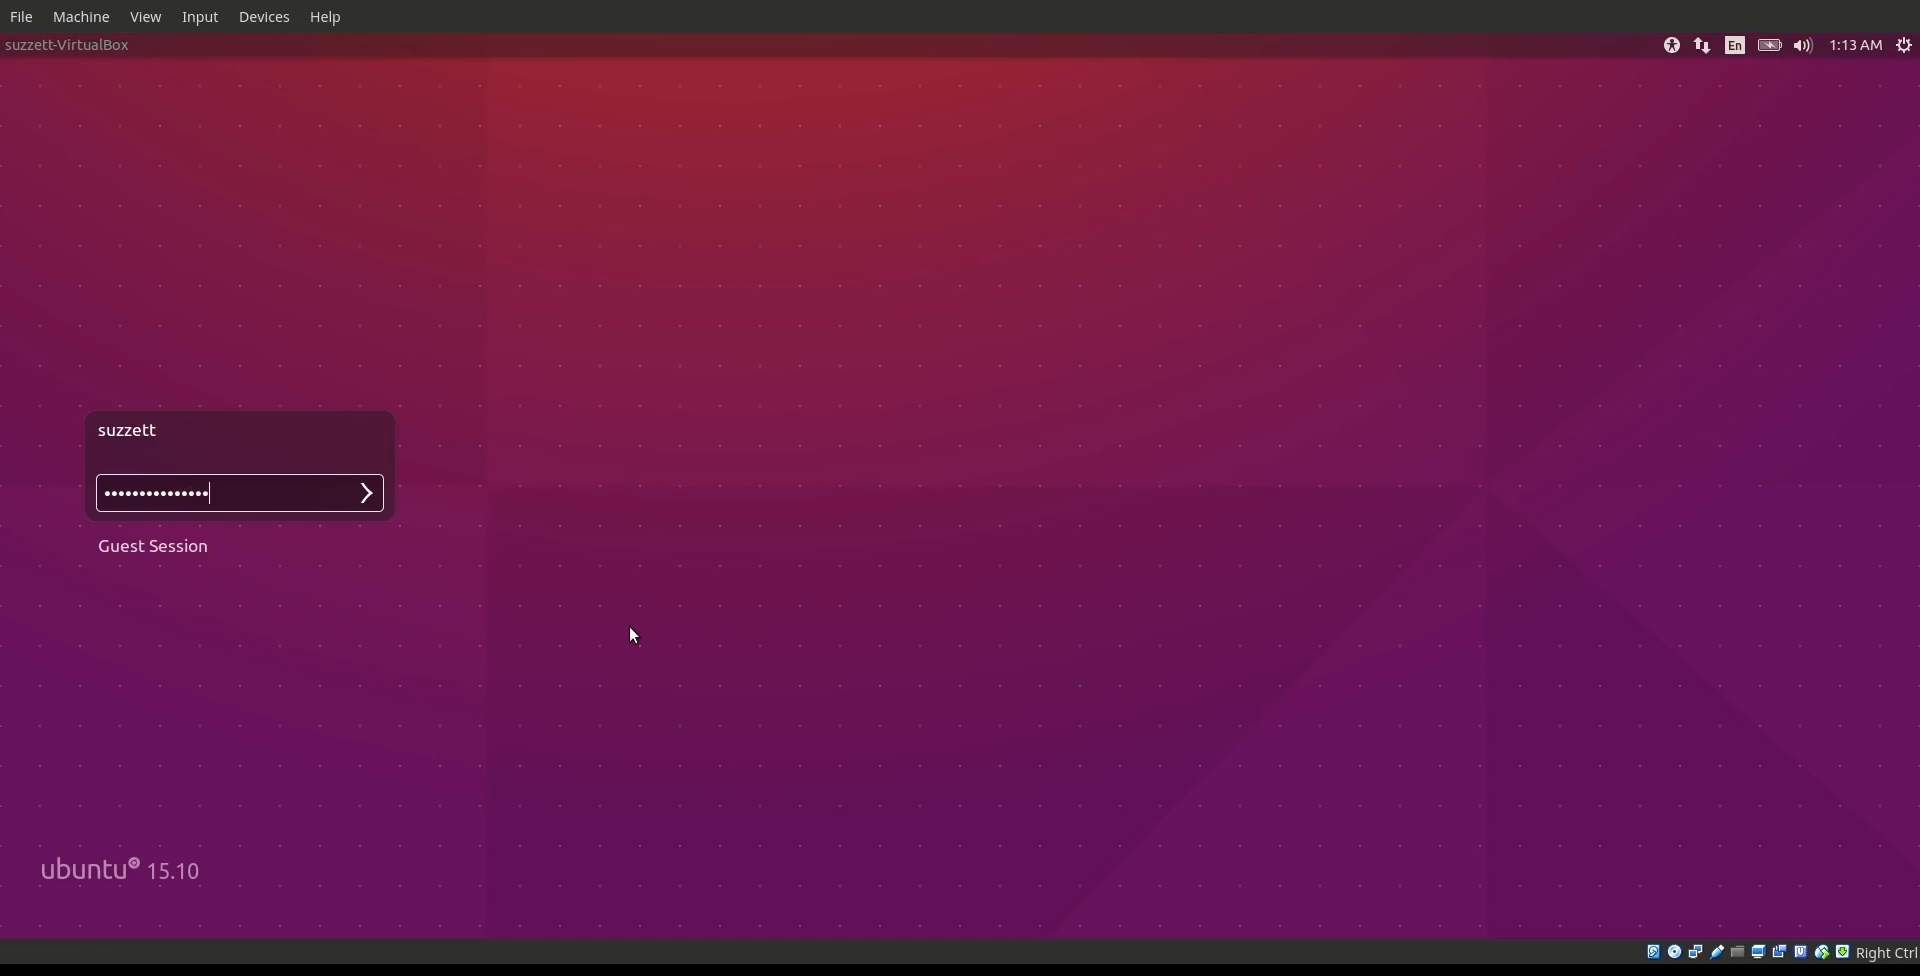 File Machine View Input Devices Help
suzzett-VirtualBox En 1:13 AM
suzzett
Guest Session
ubuntu 15.10
Right Ctrl